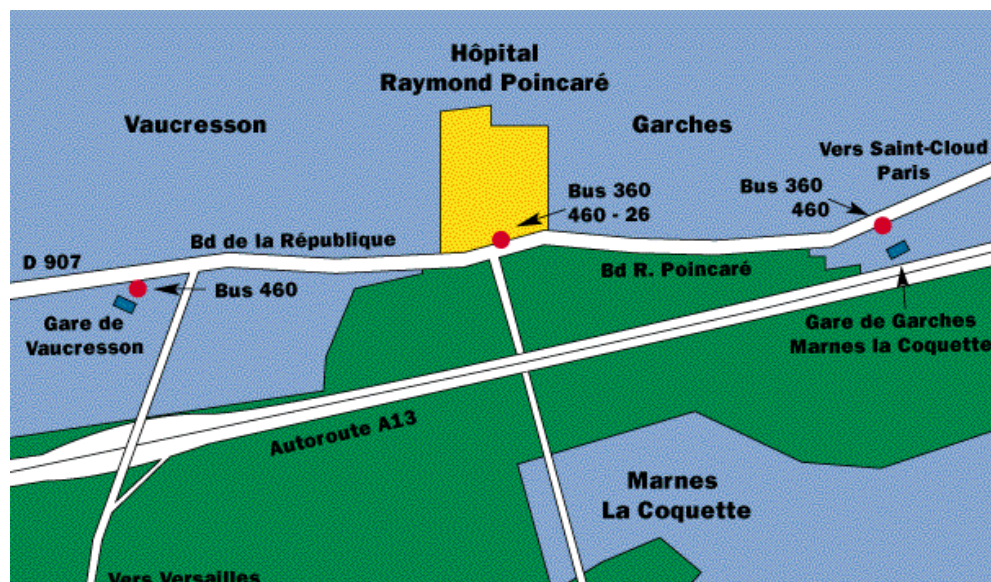 Hôpital
Raymond Poincaré
Vaucresson
Garches
Vers Saint-Cloud
Paris
Bus 360
460 - 26
Bus 360
460
Bd de la République
D 907
Bd R. Poincaré
Bus 460
Gare de
Vaucresson
Gare de Garches
Marnes la Coquette
Autoroute A13
Marnes
La Coquette
Vers Versailles